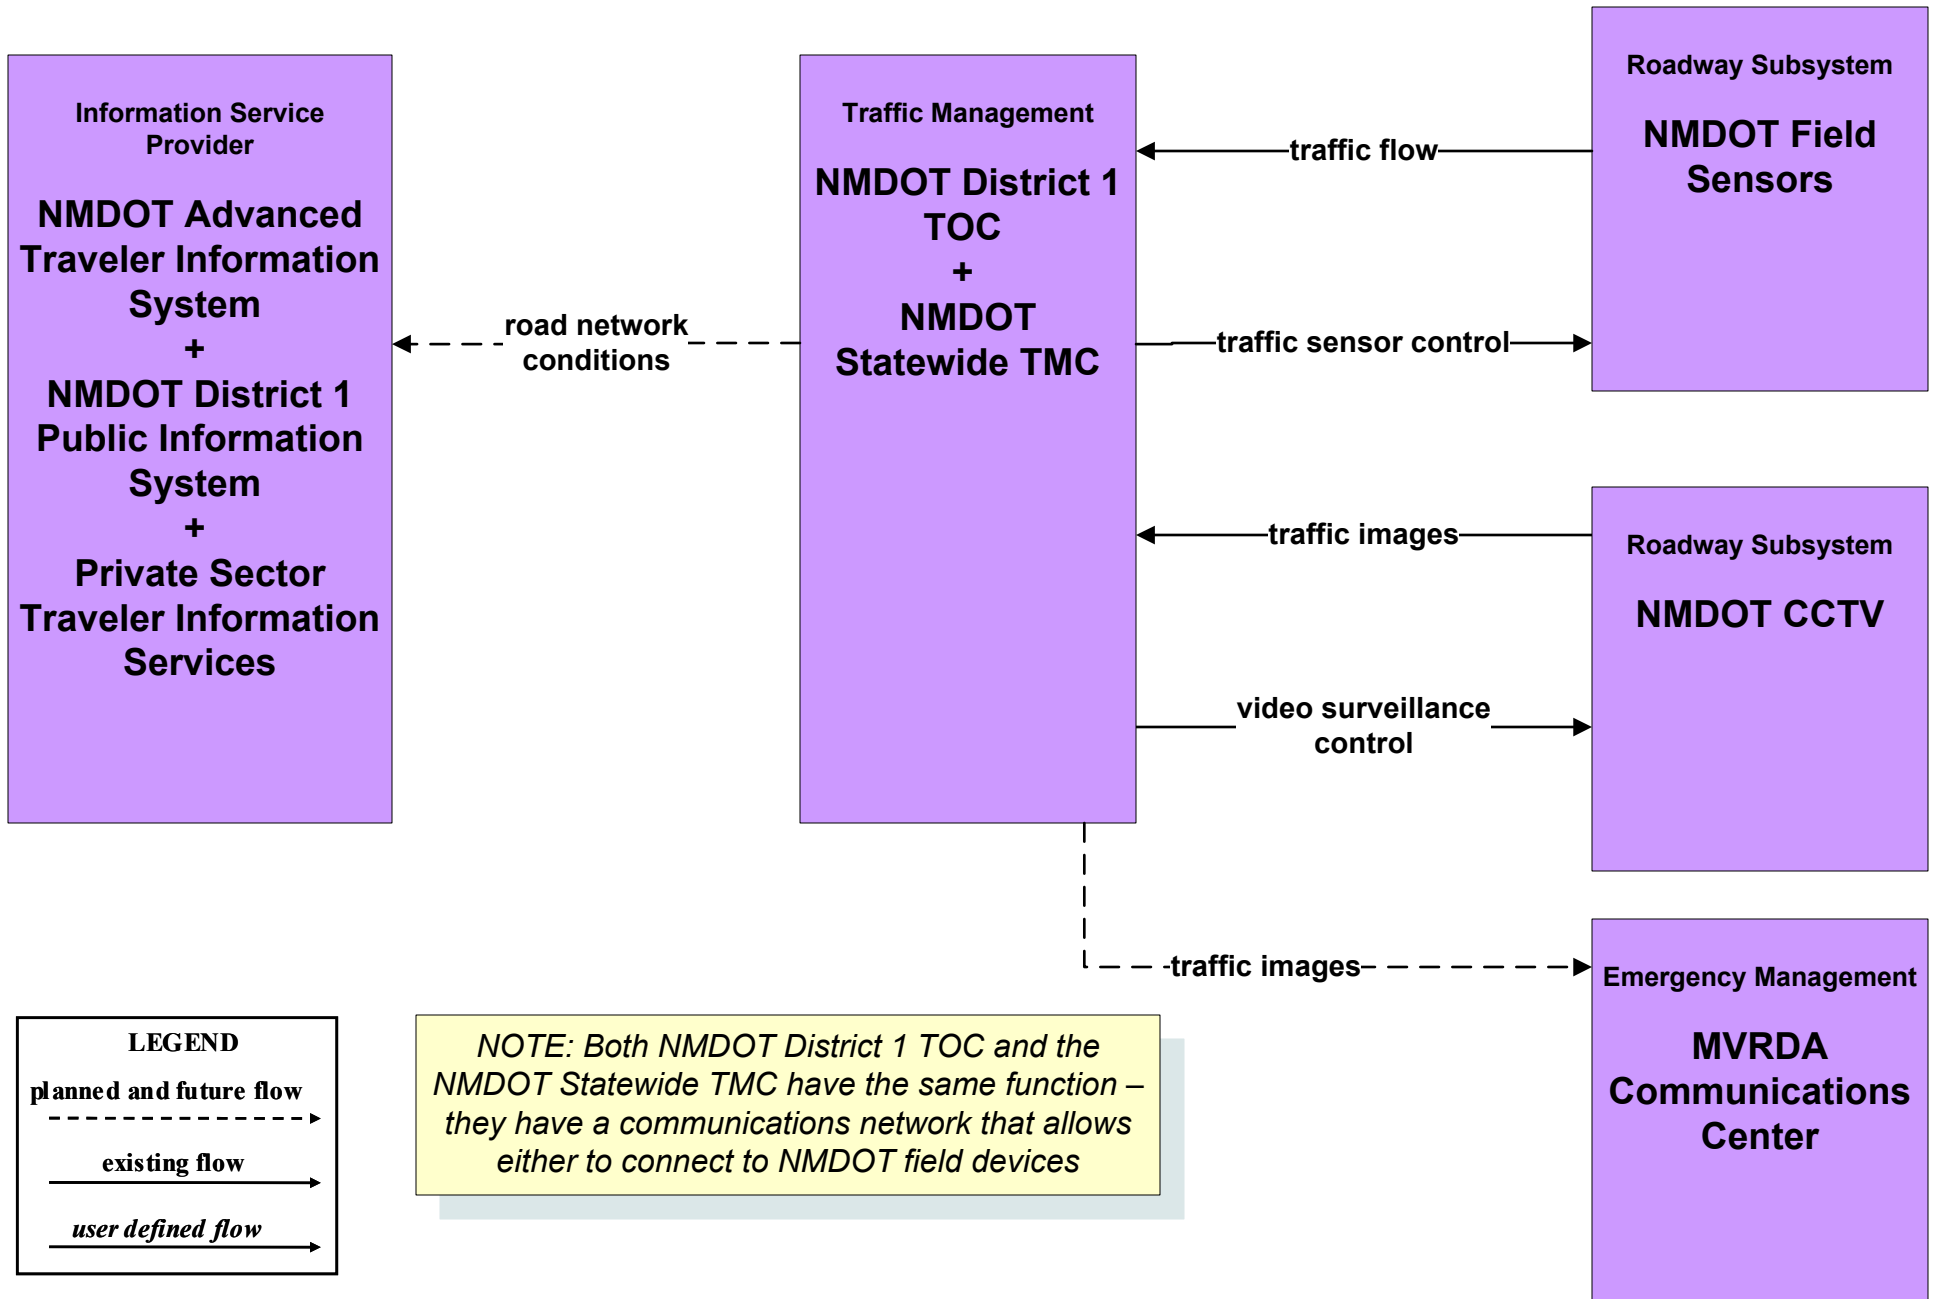 Information Service
Provider
NMDOT Advanced
Traveler Information
System
+
NMDOT District 1
Public Information
System
+
Private Sector
Traveler Information
Services
road network
conditions
Traffic Management
NMDOT District 1
TOC
+
NMDOT
Statewide TMC
traffic flow
traffic sensor control
traffic images
video surveillance
control
traffic images
Roadway Subsystem
NMDOT Field
Sensors
Roadway Subsystem
NMDOT CCTV
Emergency Management
MVRDA
Communications
Center
LEGEND
planned and future flow
existing flow
user defined flow
NOTE: Both NMDOT District 1 TOC and the
NMDOT Statewide TMC have the same function –
they have a communications network that allows
either to connect to NMDOT field devices